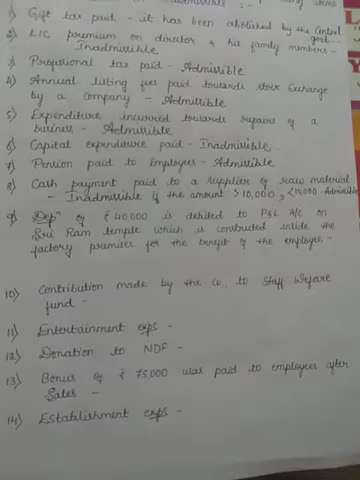 admissible :-
of items
1) Gift tax paid - it has been abolished by the Central govt.
2) LIC premium on director & his family members -
Inadmissible
3) Professional tax paid - Admissible
4) Annual listing fees paid towards stock Exchange
by a Company - Admissible
5) Expenditure incurred towards repairs of a
business - Admissible
6) Capital expenditure paid - Inadmissible
7) Pension paid to Employees - Admissible
8) Cash payment paid to a supplier of raw material
- Inadmissible if the amount > 10,000, < 10,000 - Admissible
9) Depn of ₹ 40,000 is debited to P&L A/c on
Sri Ram temple which is constructed inside the
factory premises for the benefit of the employee -
10) Contribution made by the co. to Staff Welfare
fund -
11) Entertainment exps -
12) Donation to NDF -
13) Bonus of ₹ 75,000 was paid to employees after
Sales -
14) Establishment exps -